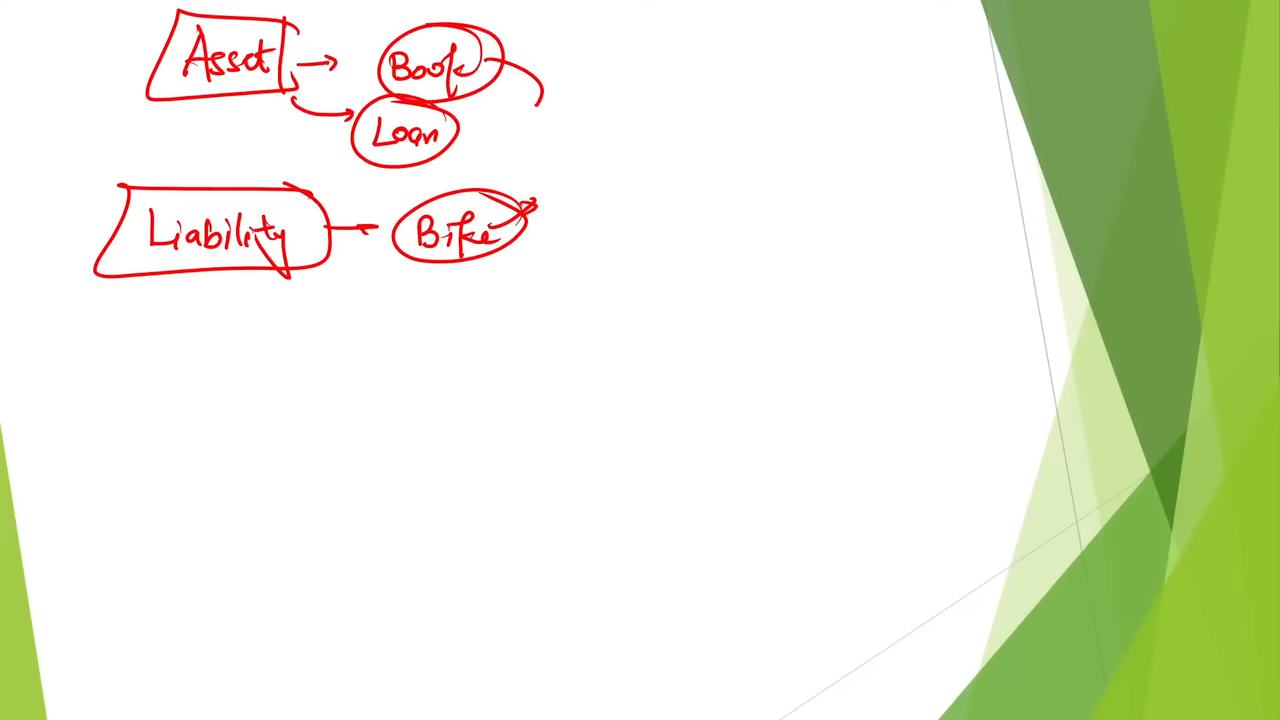 Asset → Book
Loan
Liability — Bike